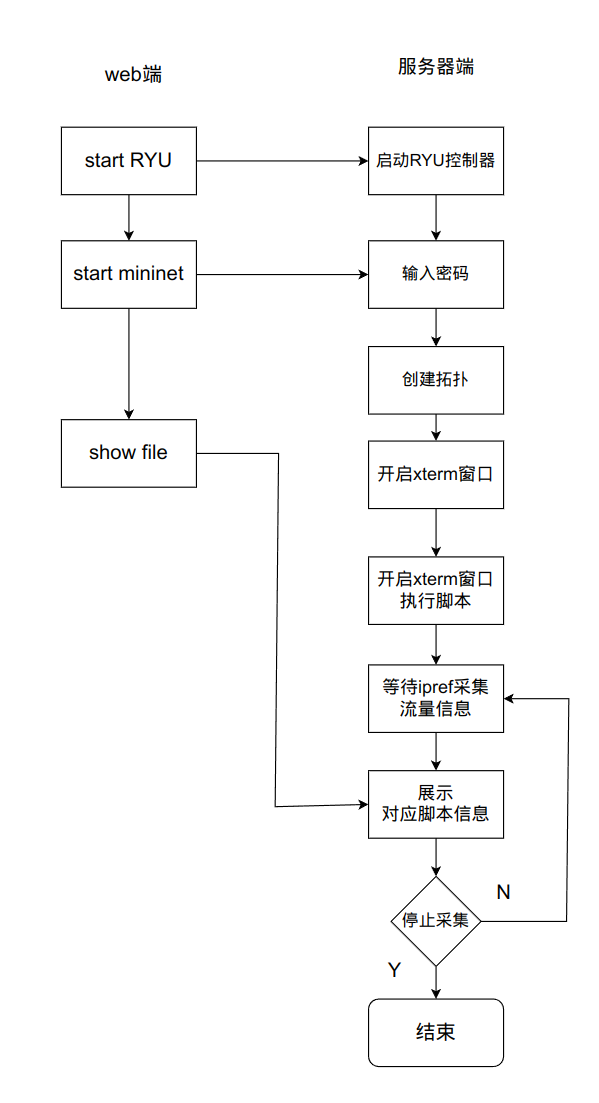 web端
服务器端
start RYU
启动RYU控制器
start mininet
输入密码
创建拓扑
show file
开启xterm窗口
开启xterm窗口
执行脚本
等待ipref采集
流量信息
展示
对应脚本信息
N
停止采集
Y
结束